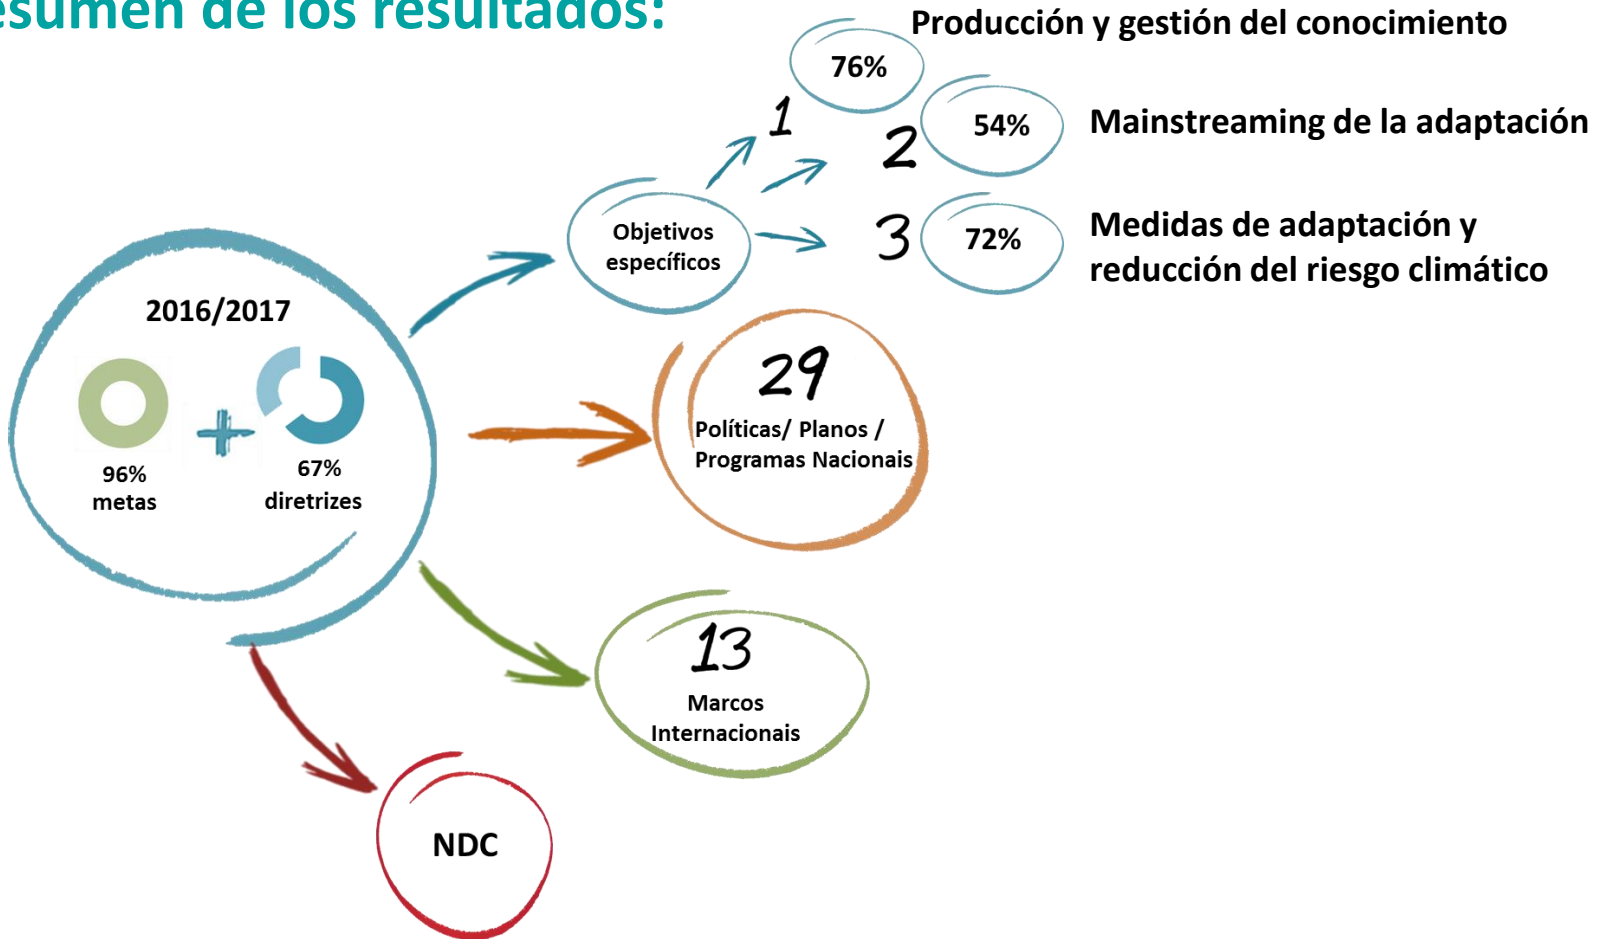 esumen de los resultados:
Producción y gestión del conocimiento
76%
1
54%
2
Mainstreaming de la adaptación
Objetivos
específicos
3
72%
Medidas de adaptación y
reducción del riesgo climático
2016/2017
96%
metas
67%
diretrizes
29
Políticas/ Planos /
Programas Nacionais
13
Marcos
Internacionais
NDC